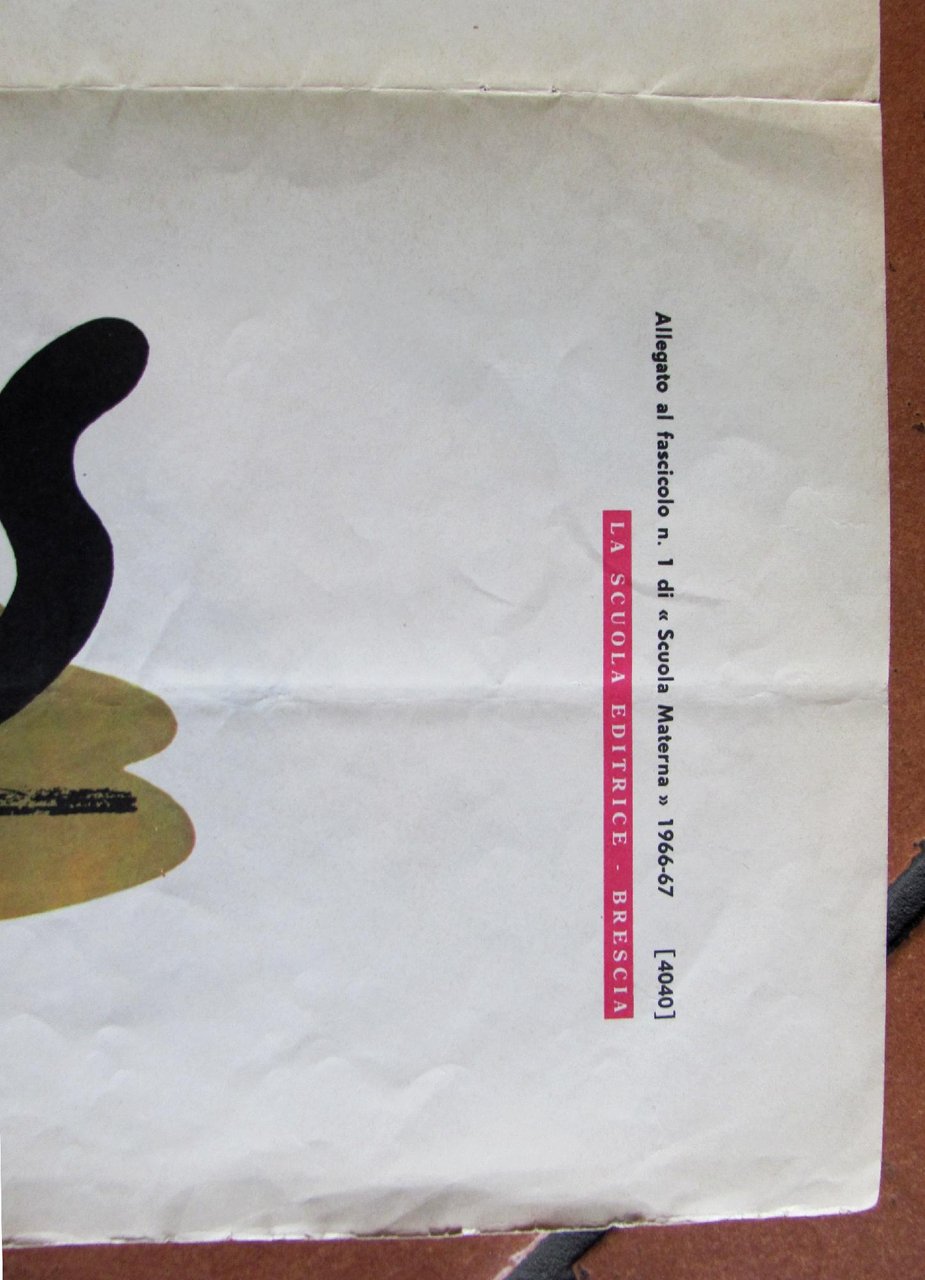 Allegato al fascicolo n. 1 di « Scuola Materna » 1966-67 [4040]
LA SCUOLA EDITRICE - BRESCIA